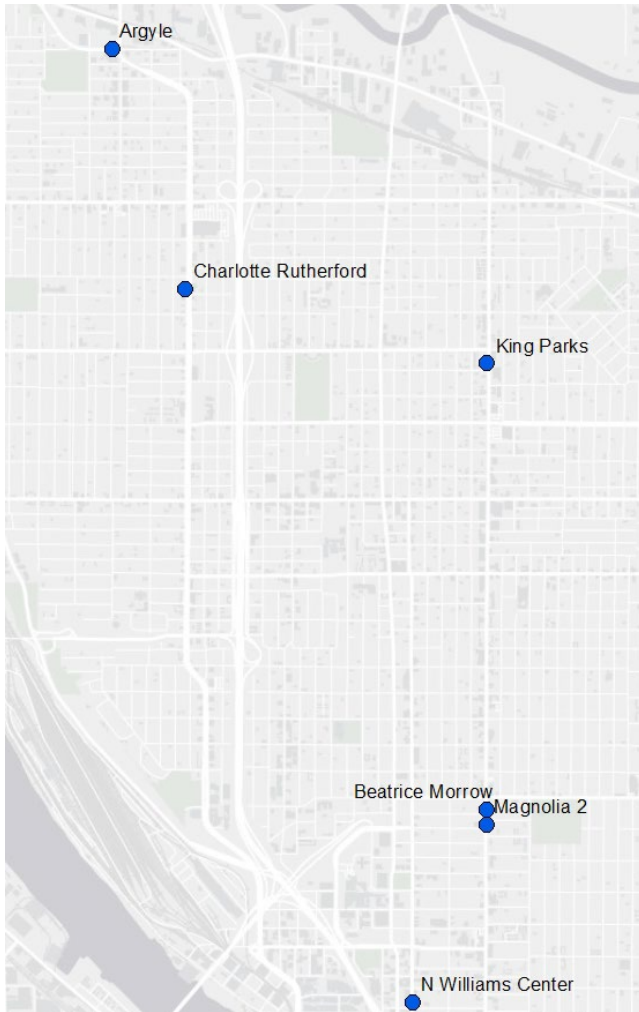 Argyle
Charlotte Rutherford
King Parks
Beatrice Morrow
Magnolia 2
N Williams Center